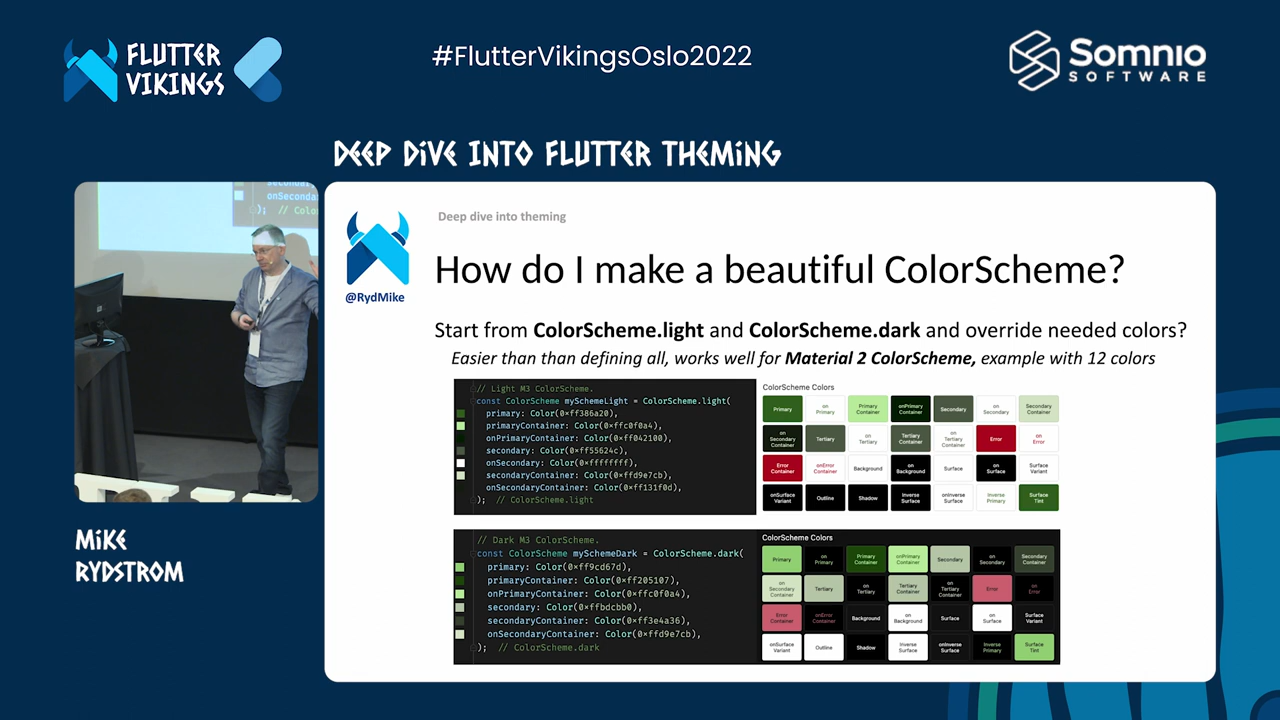 FLUTTER
VIKINGS
#FlutterVikingsOslo2022
Somnio
SOFTWARE
DEEP DIVE INTO FLUTTER THEMING
secondar
onSeconda
); // Colo
MIKE
RYDSTROM
@RydMike
Deep dive into theming
How do I make a beautiful ColorScheme?
Start from ColorScheme.light and ColorScheme.dark and override needed colors?
Easier than than defining all, works well for Material 2 ColorScheme, example with 12 colors
// Light M3 ColorScheme.
const ColorScheme mySchemeLight = ColorScheme.light(
primary: Color(0xff386a20),
primaryContainer: Color(0xffc0f0a4),
onPrimaryContainer: Color(0xff042100),
secondary: Color(0xff55624c),
onSecondary: Color(0xffffffff),
secondaryContainer: Color(0xffd9e7cb),
onSecondaryContainer: Color(0xff131f0d),
); // ColorScheme.light
ColorScheme Colors
Primary
on
Primary
Primary
Container
onPrimary
Container
Secondary
on
Secondary
Secondary
Container
on
Secondary
Container
Tertiary
on
Tertiary
Tertiary
Container
on
Tertiary
Container
Error
on
Error
Error
Container
onError
Container
Background
on
Background
Surface
on
Surface
Surface
Variant
onSurface
Variant
Outline
Shadow
Inverse
Surface
onInverse
Surface
Inverse
Primary
Surface
Tint
// Dark M3 ColorScheme.
const ColorScheme mySchemeDark = ColorScheme.dark(
primary: Color(0xff9cd67d),
primaryContainer: Color(0xff205107),
onPrimaryContainer: Color(0xffc0f0a4),
secondary: Color(0xffbdcbb0),
secondaryContainer: Color(0xff3e4a36),
onSecondaryContainer: Color(0xffd9e7cb),
); // ColorScheme.dark
ColorScheme Colors
Primary
on
Primary
Primary
Container
onPrimary
Container
Secondary
on
Secondary
Secondary
Container
on
Secondary
Container
Tertiary
on
Tertiary
Tertiary
Container
on
Tertiary
Container
Error
on
Error
Error
Container
onError
Container
Background
on
Background
Surface
on
Surface
Surface
Variant
onSurface
Variant
Outline
Shadow
Inverse
Surface
onInverse
Surface
Inverse
Primary
Surface
Tint